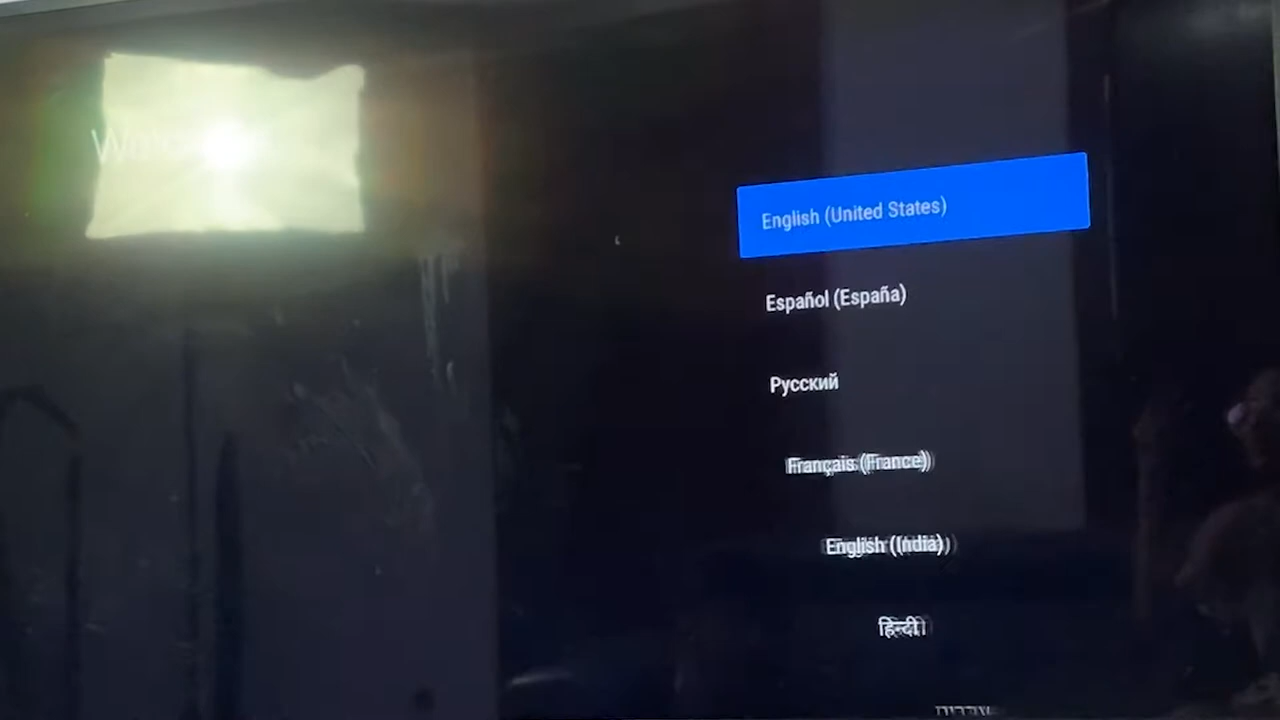 English (United States)
Español (España)
Русский
Français (France)
English (India)
हिन्दी